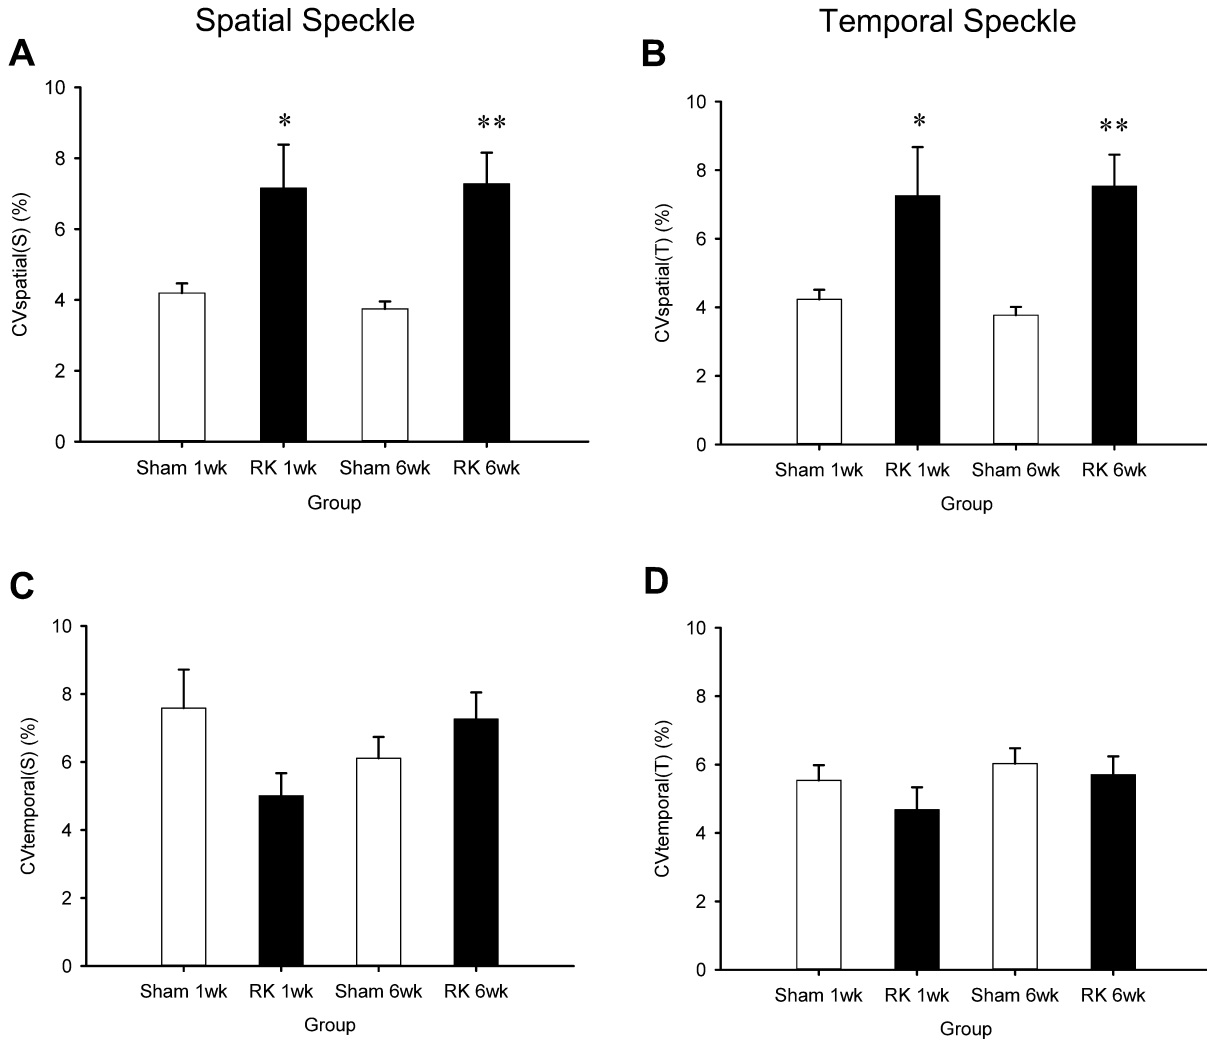 Spatial Speckle
Temporal Speckle
A
10
8
6
4
2
0
CVspatial(S) (%)
*
**
Sham 1wk RK 1wk Sham 6wk RK 6wk
Group
B
10
8
6
4
2
0
CVspatial(T) (%)
*
**
Sham 1wk RK 1wk Sham 6wk RK 6wk
Group
C
10
8
6
4
2
0
CVtemporal(S) (%)
Sham 1wk RK 1wk Sham 6wk RK 6wk
Group
D
10
8
6
4
2
0
CVtemporal(T) (%)
Sham 1wk RK 1wk Sham 6wk RK 6wk
Group